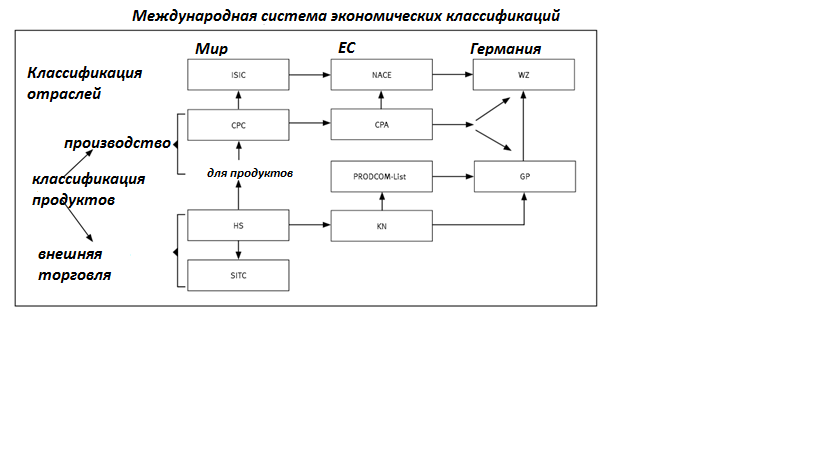 Международная система экономических классификаций
Мир
ЕС
Германия
Классификация
отраслей
ISIC
NACE
WZ
производство
CPC
CPA
классификация
продуктов
для продуктов
PRODCOM-List
GP
внешняя
торговля
HS
KN
SITC